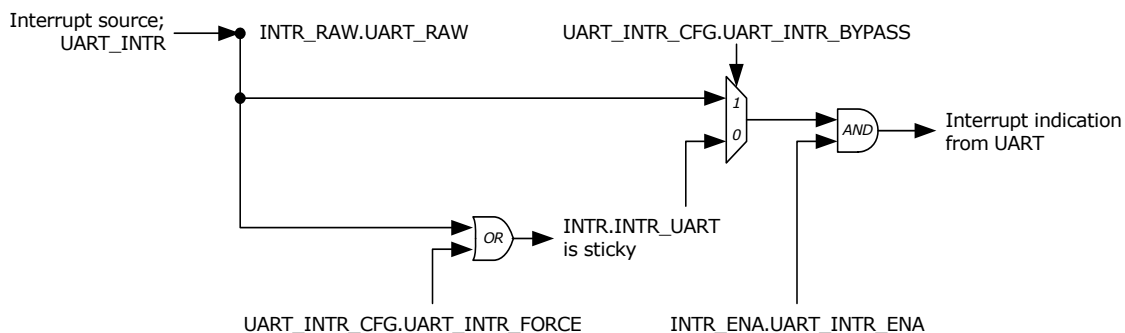 Interrupt source;
UART_INTR
INTR_RAW.UART_RAW
UART_INTR_CFG.UART_INTR_BYPASS
1
0
AND
Interrupt indication
from UART
OR
INTR.INTR_UART
is sticky
UART_INTR_CFG.UART_INTR_FORCE
INTR_ENA.UART_INTR_ENA